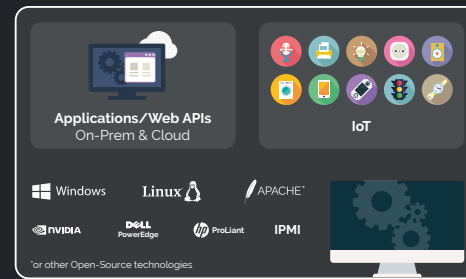 Applications/Web APIs
On-Prem & Cloud
IoT
Windows
Linux
APACHE*
NVIDIA
DELL
PowerEdge
hp ProLiant
IPMI
*or other Open-Source technologies